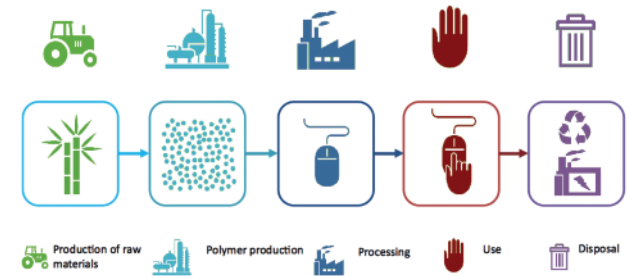 Production of raw
materials
Polymer production
Processing
Use
Disposal